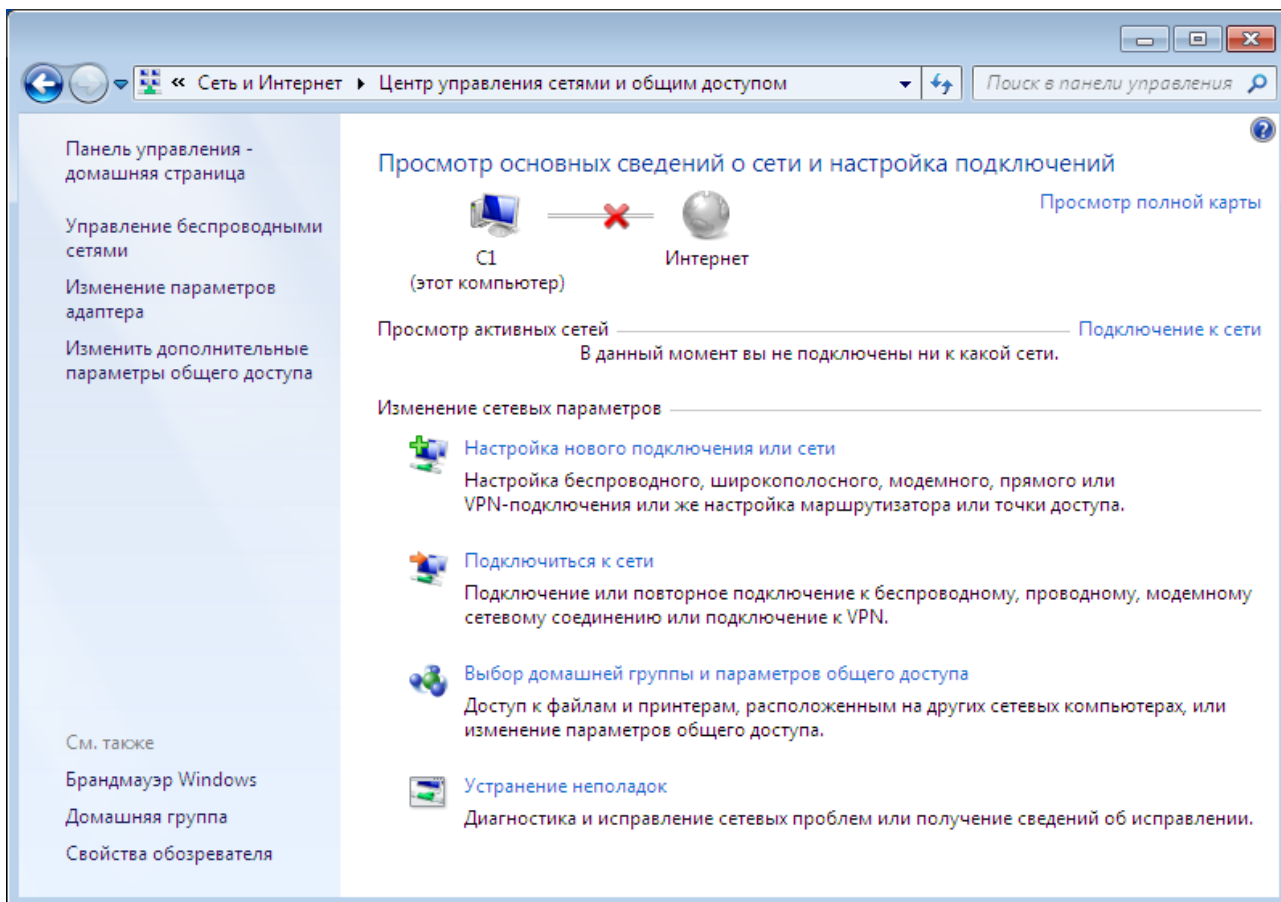 « Сеть и Интернет ▸ Центр управления сетями и общим доступом
Поиск в панели управления
Панель управления -
домашняя страница
Управление беспроводными
сетями
Изменение параметров
адаптера
Изменить дополнительные
параметры общего доступа
См. также
Брандмауэр Windows
Домашняя группа
Свойства обозревателя
Просмотр основных сведений о сети и настройка подключений
Просмотр полной карты
C1
(этот компьютер)
Интернет
Просмотр активных сетей
Подключение к сети
В данный момент вы не подключены ни к какой сети.
Изменение сетевых параметров
Настройка нового подключения или сети
Настройка беспроводного, широкополосного, модемного, прямого или
VPN-подключения или же настройка маршрутизатора или точки доступа.
Подключиться к сети
Подключение или повторное подключение к беспроводному, проводному, модемному
сетевому соединению или подключение к VPN.
Выбор домашней группы и параметров общего доступа
Доступ к файлам и принтерам, расположенным на других сетевых компьютерах, или
изменение параметров общего доступа.
Устранение неполадок
Диагностика и исправление сетевых проблем или получение сведений об исправлении.